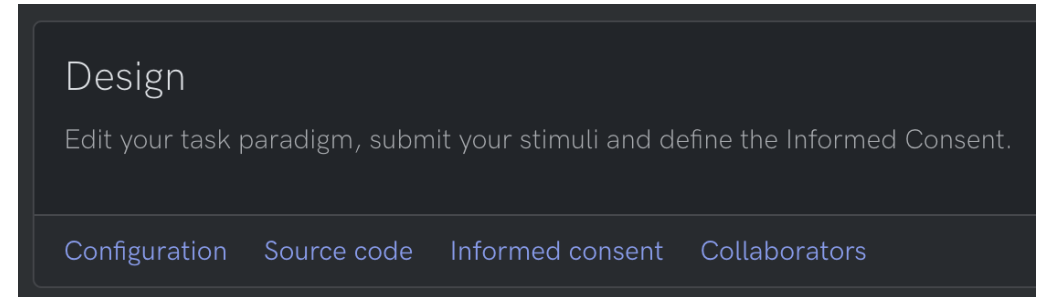 Design
Edit your task paradigm, submit your stimuli and define the Informed Consent.
Configuration Source code Informed consent Collaborators